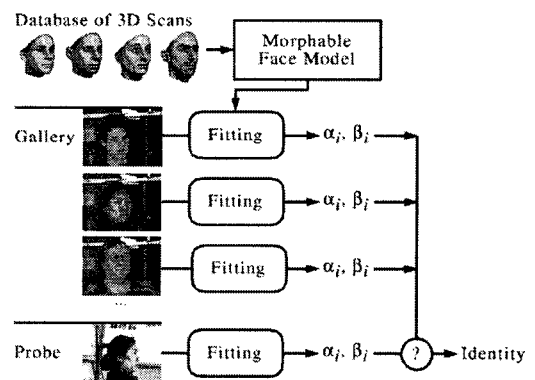 Database of 3D Scans
Morphable
Face Model
Gallery
Fitting
αi, βi
Fitting
αi, βi
Fitting
αi, βi
...
Probe
Fitting
αi, βi
?
Identity